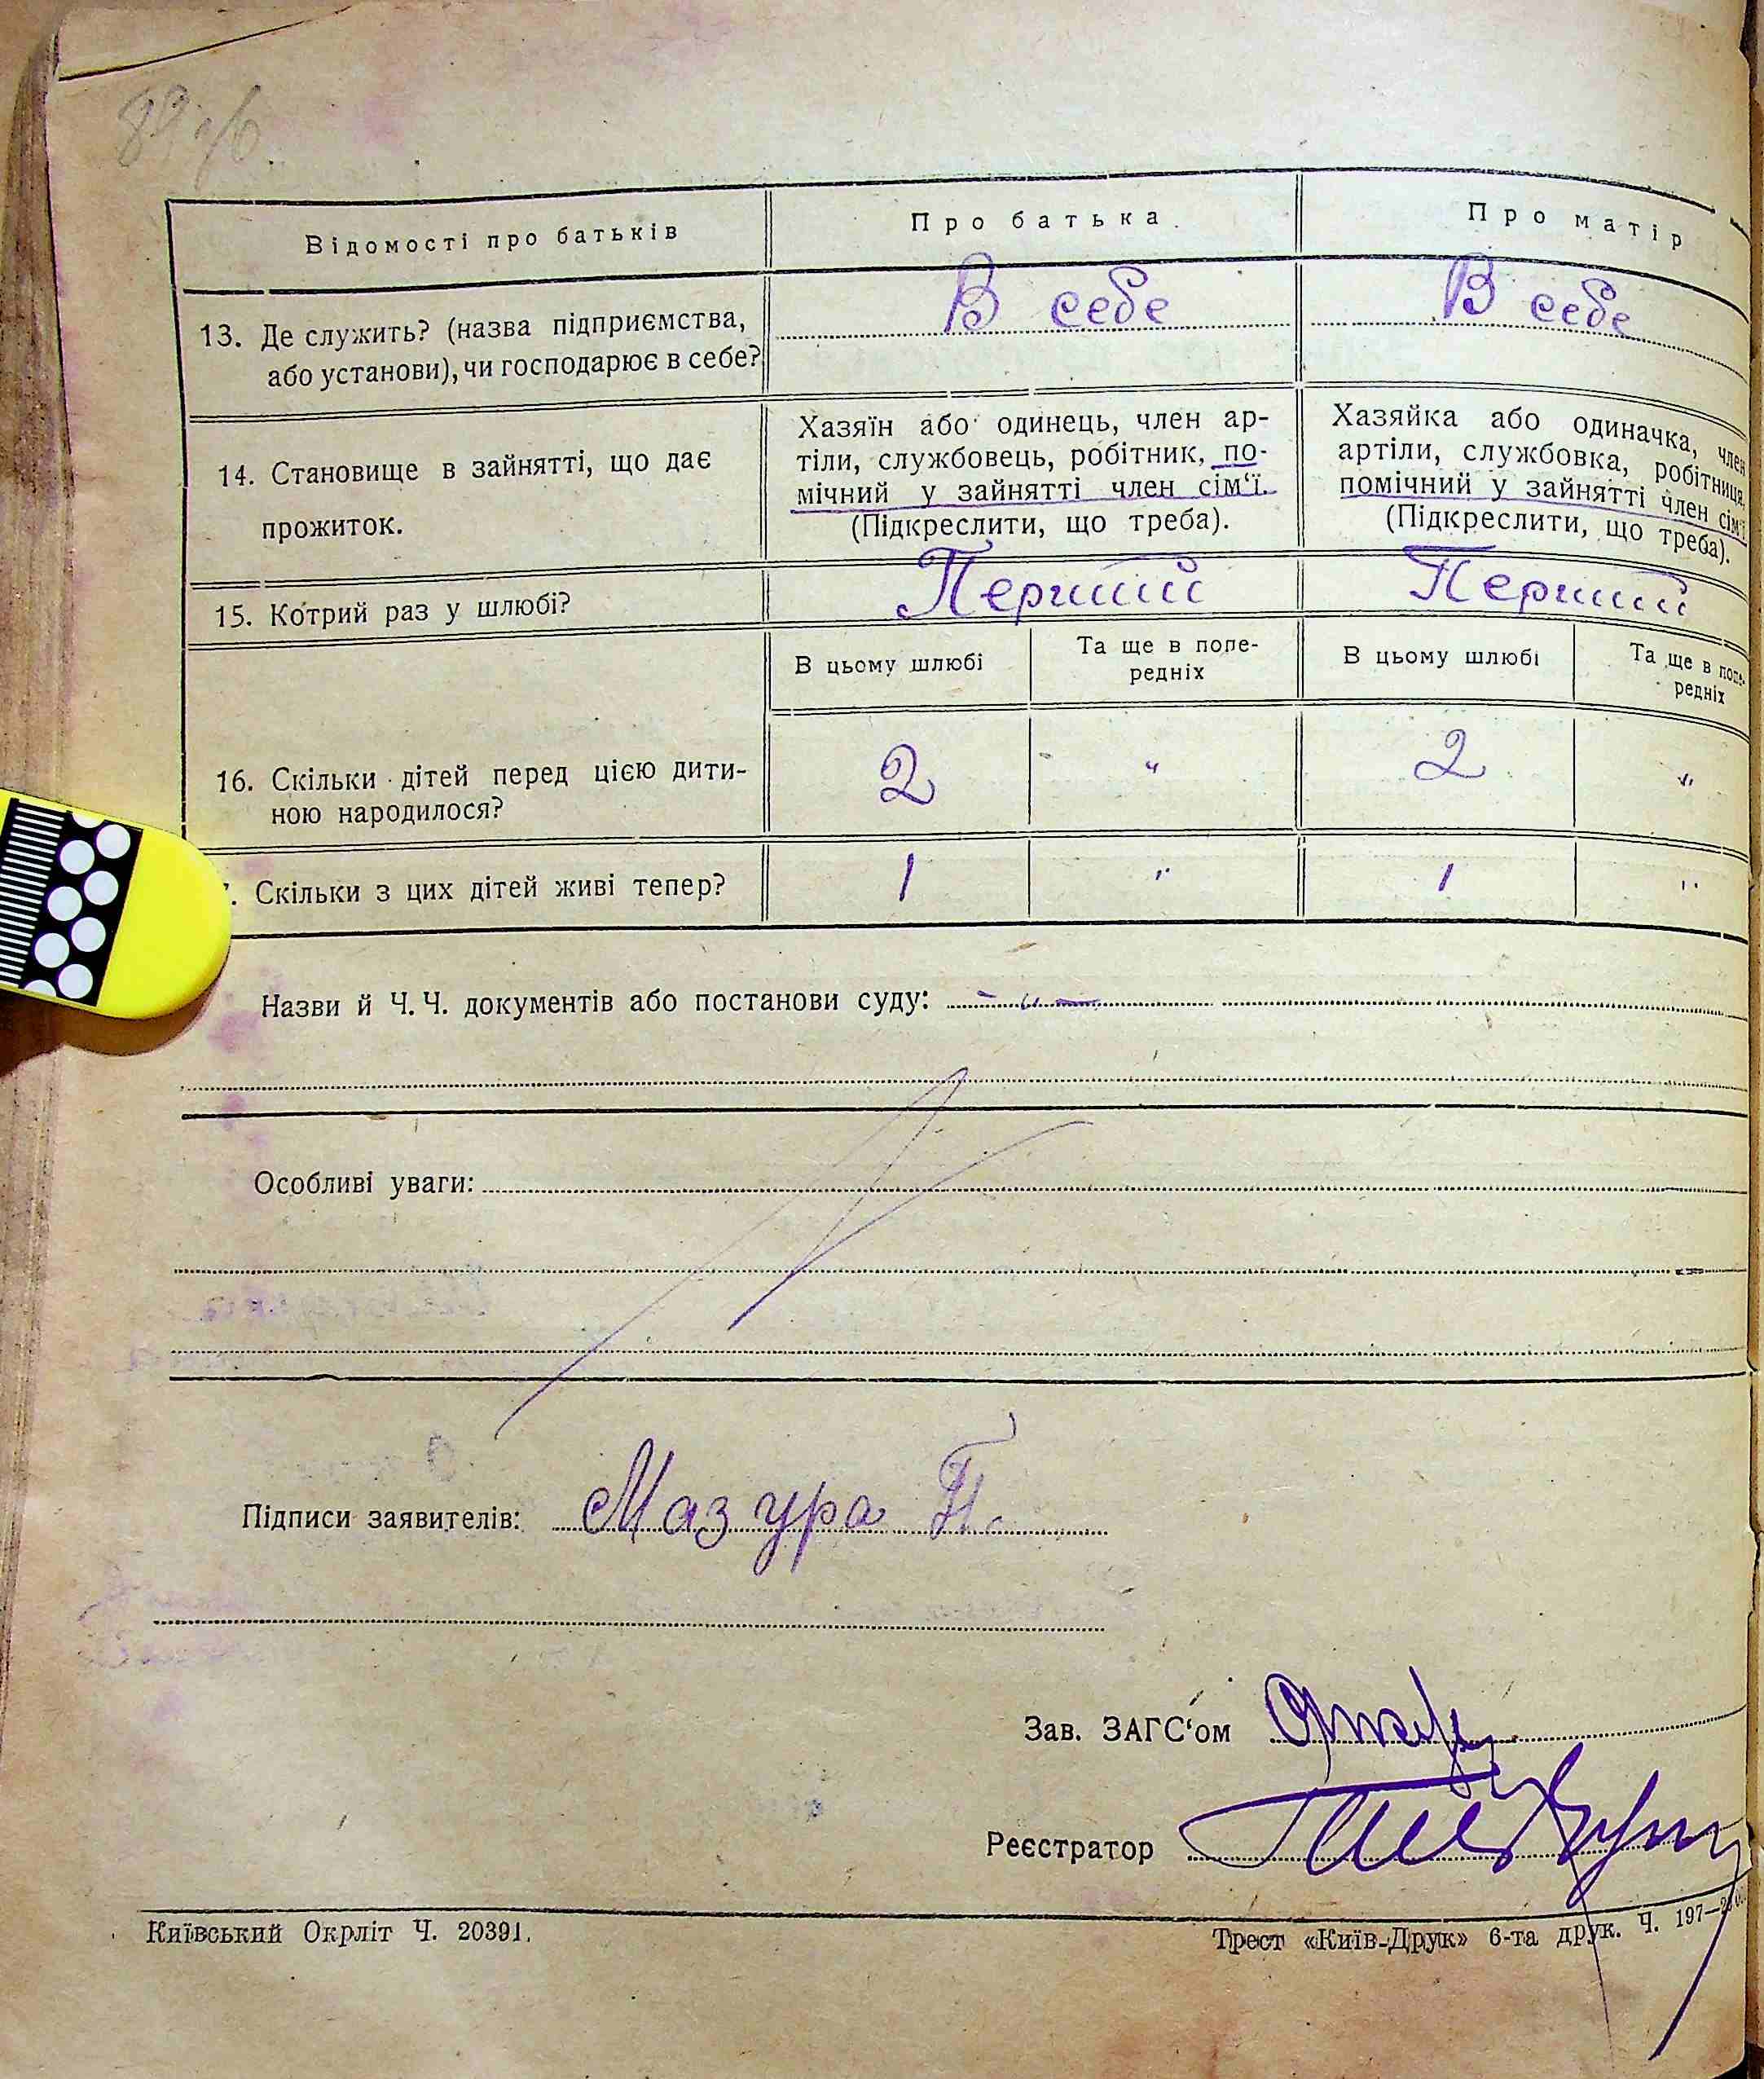 Відомості про батьків
Про батька
Про матір
13. Де служить? (назва підприємства,
або установи), чи господарює в себе?
В себе
В себе
14. Становище в зайнятті, що дає
прожиток.
Хазяїн або одинець, член ар-
тіли, службовець, робітник, по-
мічний у зайнятті член сім‘ї.
(Підкреслити, що треба).
Хазяйка або одиначка, член
артіли, службовка, робітниця,
помічний у зайнятті член сім‘ї
(Підкреслити, що треба).
15. Котрий раз у шлюбі?
Перший
Перший
В цьому шлюбі
Та ще в попе-
редніх
В цьому шлюбі
Та ще в попе-
редніх
16. Скільки дітей перед цією дити-
ною народилося?
2
"
2
"
. Скільки з цих дітей живі тепер?
1
"
1
"
Назви й Ч. Ч. документів або постанови суду: - " -
Особливі уваги:
Підписи заявителів: Мазура П.
Зав. ЗАГС‘ом
Реєстратор
Київський Окрліт Ч. 20391.
Трест «Київ-Друк» 6-та друк. Ч. 197—